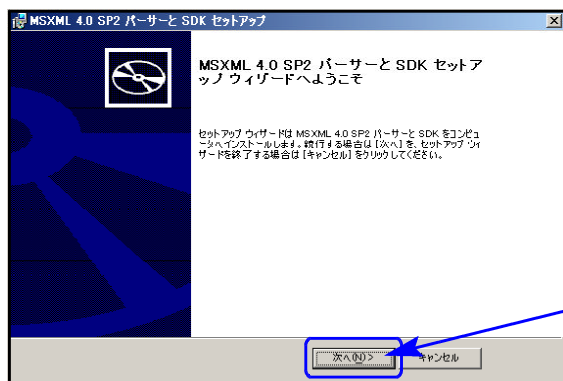 MSXML 4.0 SP2 パーサーと SDK セットアップ
MSXML 4.0 SP2 パーサーと SDK セットア
ップ ウィザードへようこそ
セットアップ ウィザードは MSXML 4.0 SP2 パーサーと SDK をコンピュ
ータへインストールします。続行する場合は [次へ] を、セットアップ ウィ
ザードを終了する場合は [キャンセル] をクリックしてください。
次へ(N)>
キャンセル